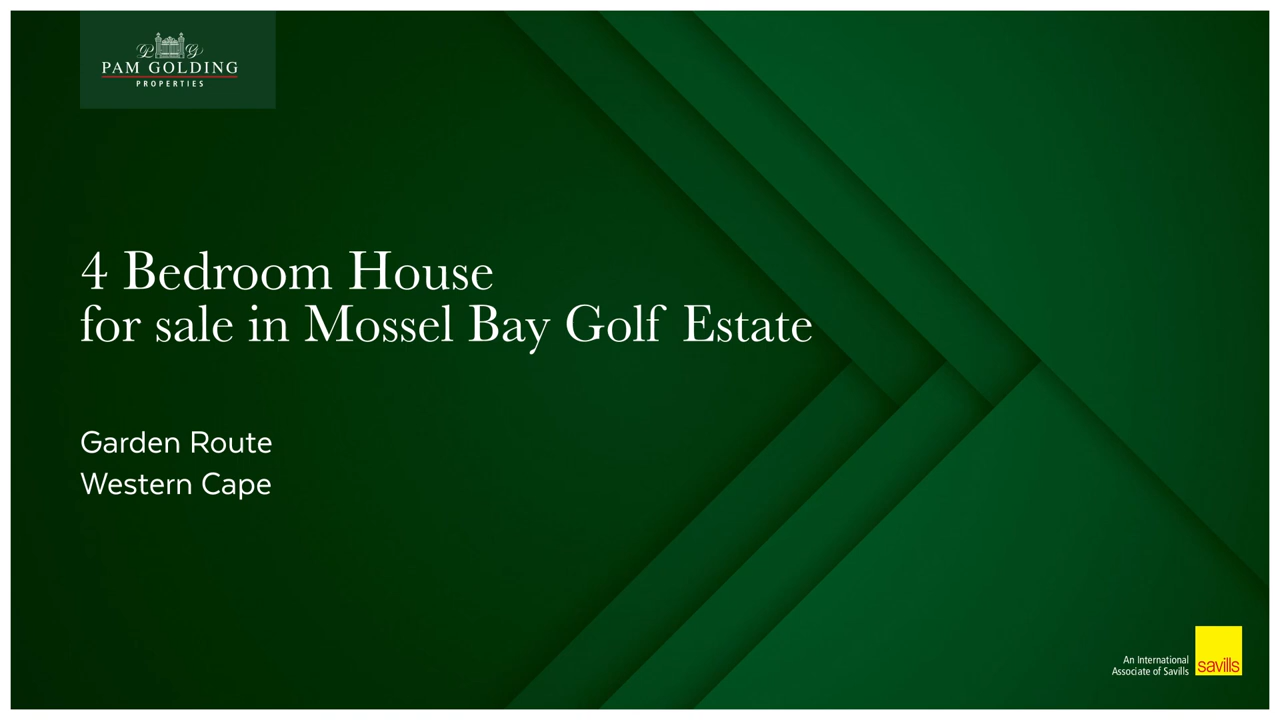 PAM GOLDING
PROPERTIES
4 Bedroom House
for sale in Mossel Bay Golf Estate
Garden Route
Western Cape
An International
Associate of Savills
savills